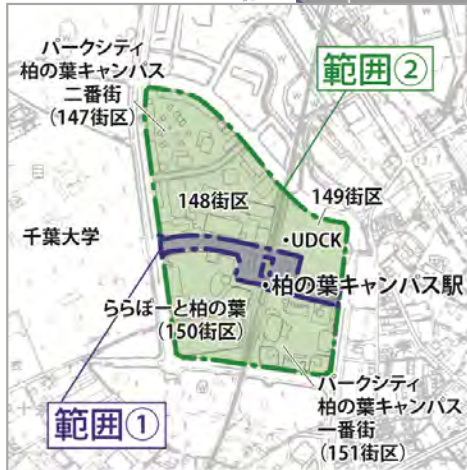 パークシティ
柏の葉キャンパス
二番街
(147街区)
範囲②
148街区
149街区
千葉大学
・UDCK
・柏の葉キャンパス駅
ららぽーと柏の葉
(150街区)
範囲①
パークシティ
柏の葉キャンパス
一番街
(151街区)